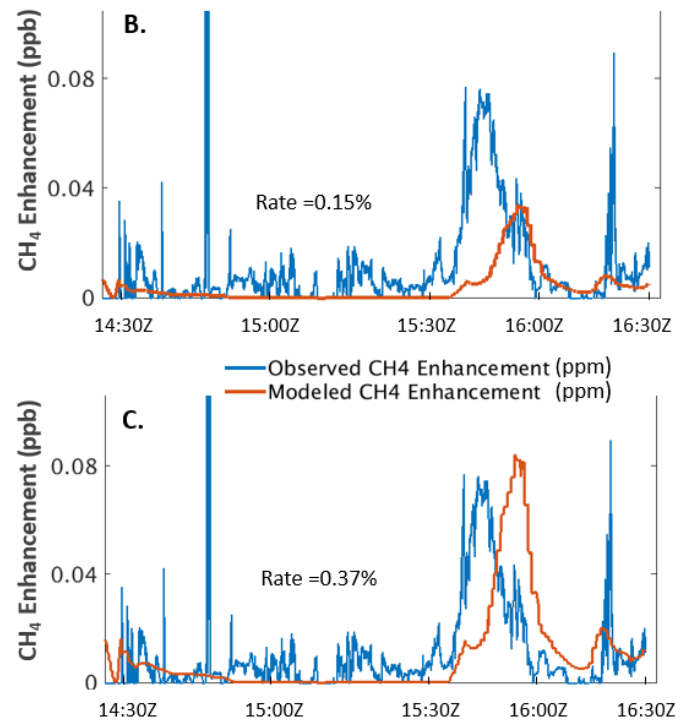 B.
CH4 Enhancement (ppb)
0.08
0.04
0
Rate =0.15%
14:30Z 15:00Z 15:30Z 16:00Z 16:30Z
Observed CH4 Enhancement (ppm)
Modeled CH4 Enhancement (ppm)
C.
CH4 Enhancement (ppb)
0.08
0.04
0
Rate =0.37%
14:30Z 15:00Z 15:30Z 16:00Z 16:30Z